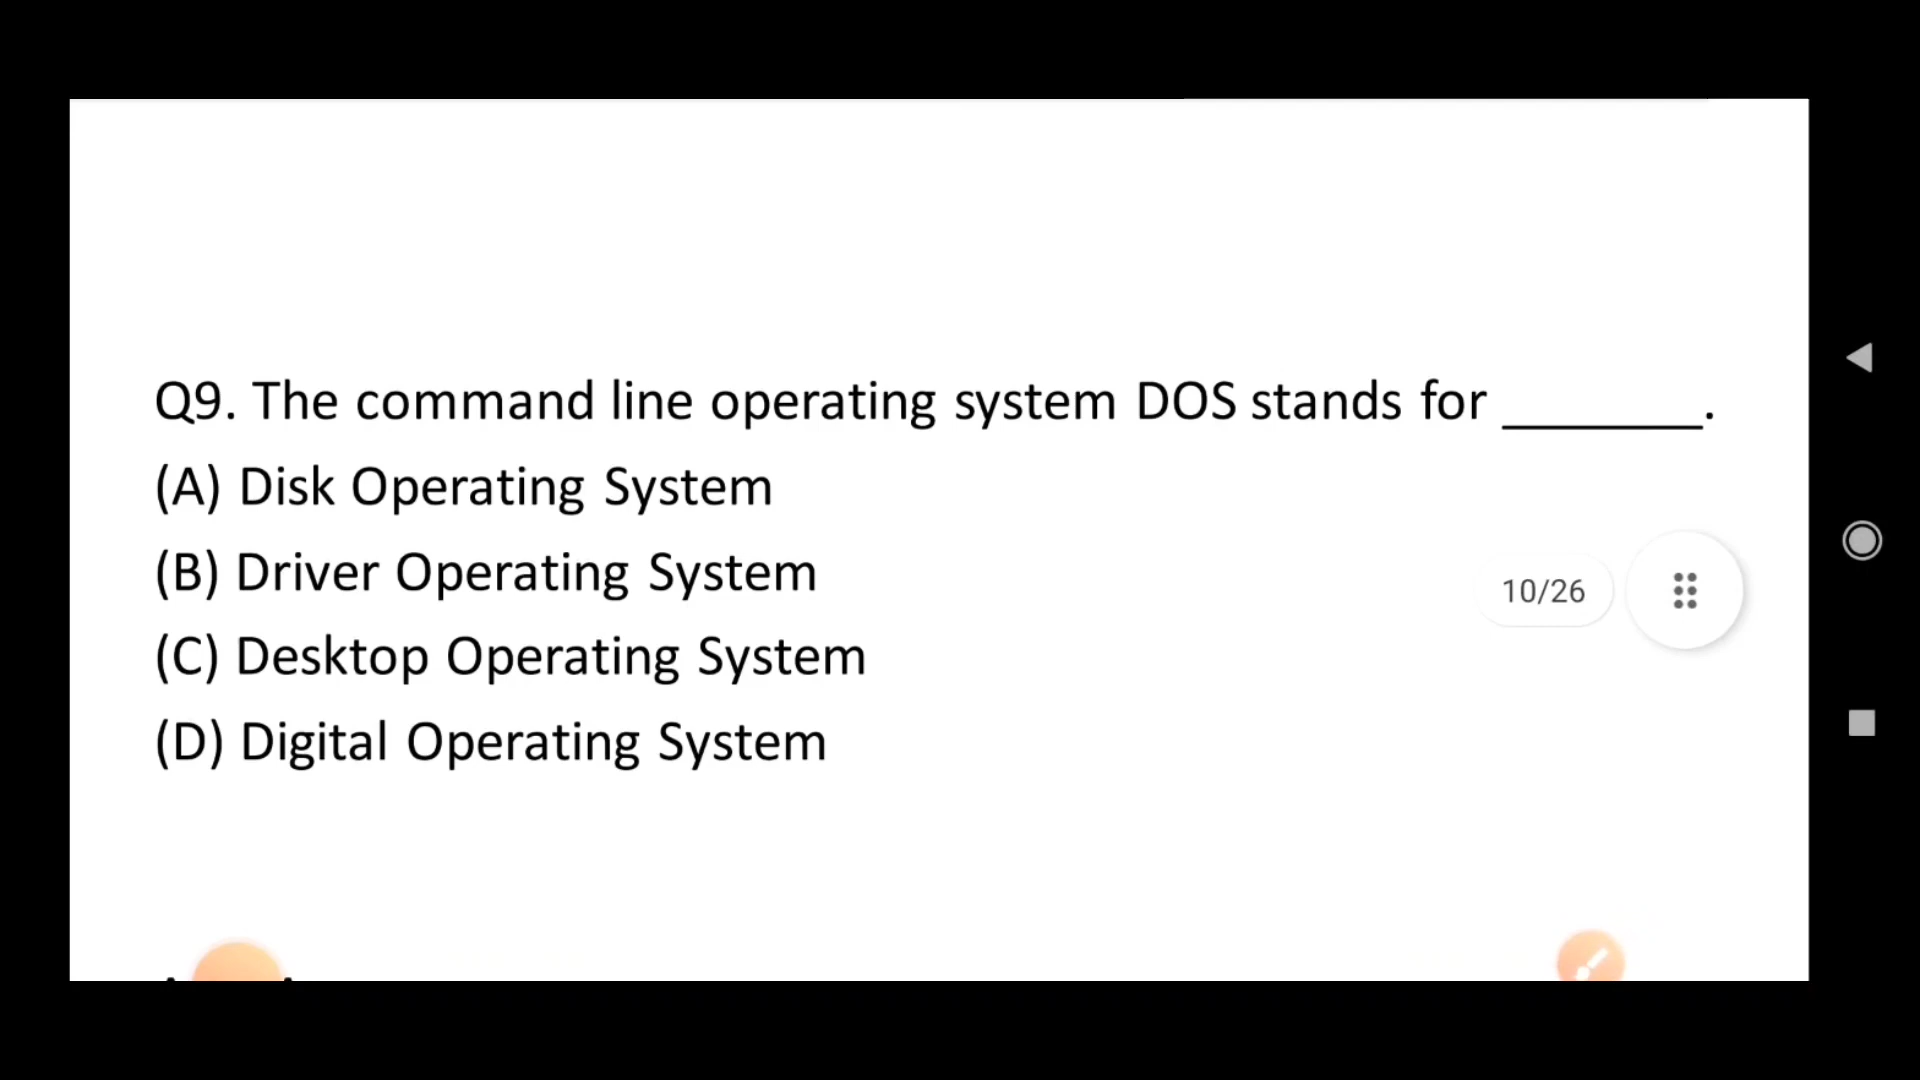 Q9. The command line operating system DOS stands for ________.
(A) Disk Operating System
(B) Driver Operating System
(C) Desktop Operating System
(D) Digital Operating System
10/26